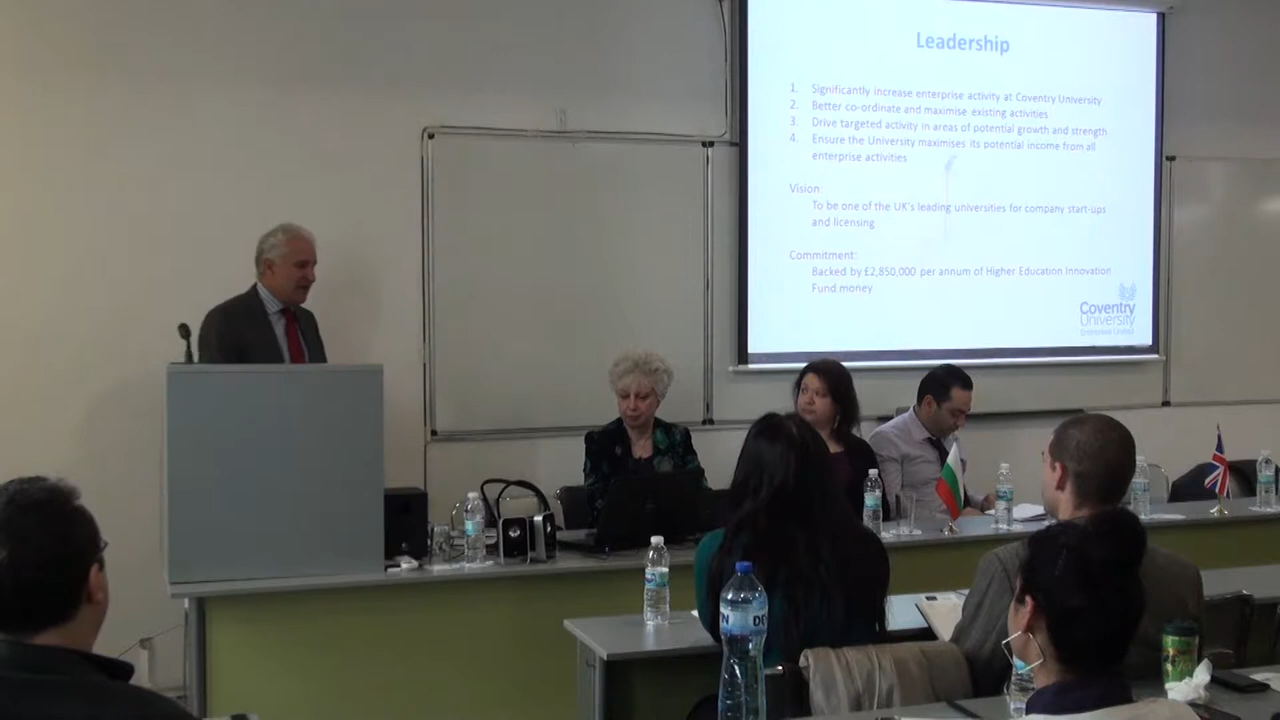 Leadership
1. Significantly increase enterprise activity at Coventry University
2. Better co-ordinate and maximise existing activities
3. Drive targeted activity in areas of potential growth and strength
4. Ensure the University maximises its potential income from all
enterprise activities
Vision:
To be one of the UK's leading universities for company start-ups
and licensing
Commitment:
Backed by £2,850,000 per annum of Higher Education Innovation
Fund money
Coventry
University